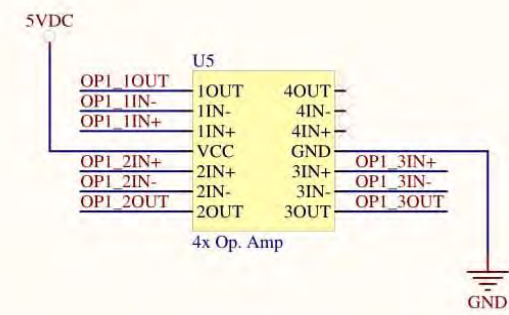 5VDC
U5
OP1_1OUT 1OUT 4OUT
OP1_1IN- 1IN- 4IN-
OP1_1IN+ 1IN+ 4IN+
VCC GND
OP1_2IN+ 2IN+ 3IN+ OP1_3IN+
OP1_2IN- 2IN- 3IN- OP1_3IN-
OP1_2OUT 2OUT 3OUT OP1_3OUT
4x Op. Amp
GND